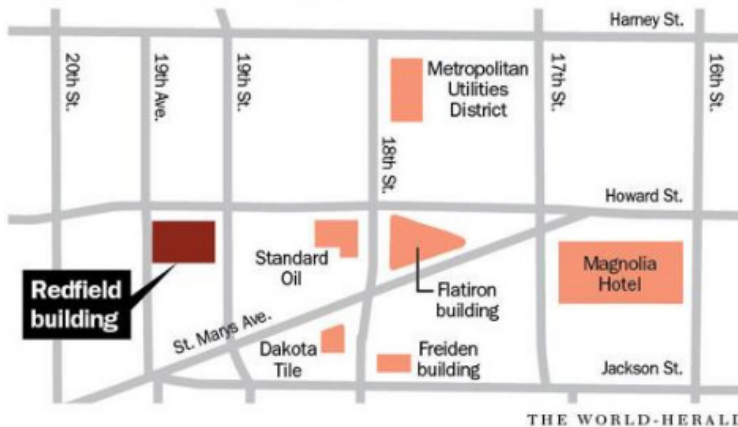 Harney St.
20th St.
19th Ave.
19th St.
18th St.
17th St.
16th St.
Metropolitan
Utilities
District
Howard St.
Redfield
building
Standard
Oil
Flatiron
building
Magnolia
Hotel
St. Marys Ave.
Dakota
Tile
Freiden
building
Jackson St.
THE WORLD-HERALD